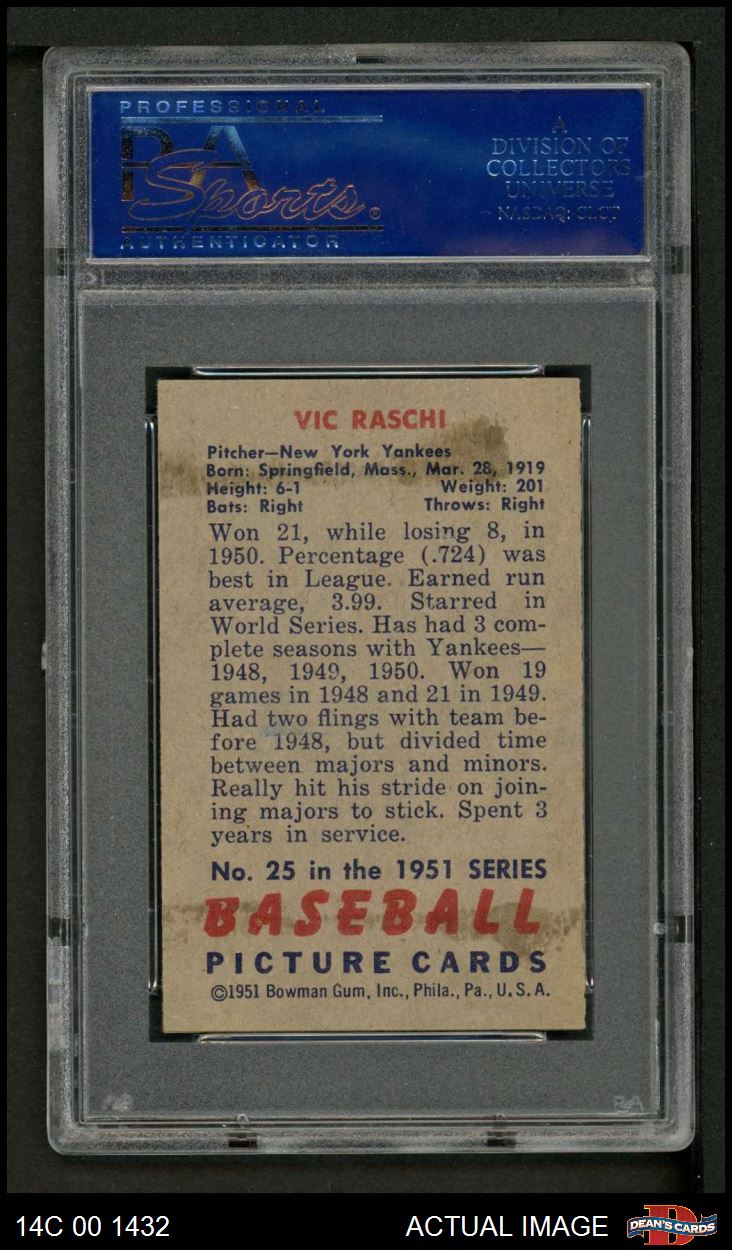 PROFESSIONAL
PSA
Sports®
AUTHENTICATOR
A
DIVISION OF
COLLECTORS
UNIVERSE
NASDAQ: CLCT
VIC RASCHI
Pitcher—New York Yankees
Born: Springfield, Mass., Mar. 28, 1919
Height: 6-1 Weight: 201
Bats: Right Throws: Right
Won 21, while losing 8, in
1950. Percentage (.724) was
best in League. Earned run
average, 3.99. Starred in
World Series. Has had 3 com-
plete seasons with Yankees—
1948, 1949, 1950. Won 19
games in 1948 and 21 in 1949.
Had two flings with team be-
fore 1948, but divided time
between majors and minors.
Really hit his stride on join-
ing majors to stick. Spent 3
years in service.
No. 25 in the 1951 SERIES
BASEBALL
PICTURE CARDS
©1951 Bowman Gum, Inc., Phila., Pa., U.S.A.
PSA
14C 00 1432 ACTUAL IMAGE DEAN'S CARDS